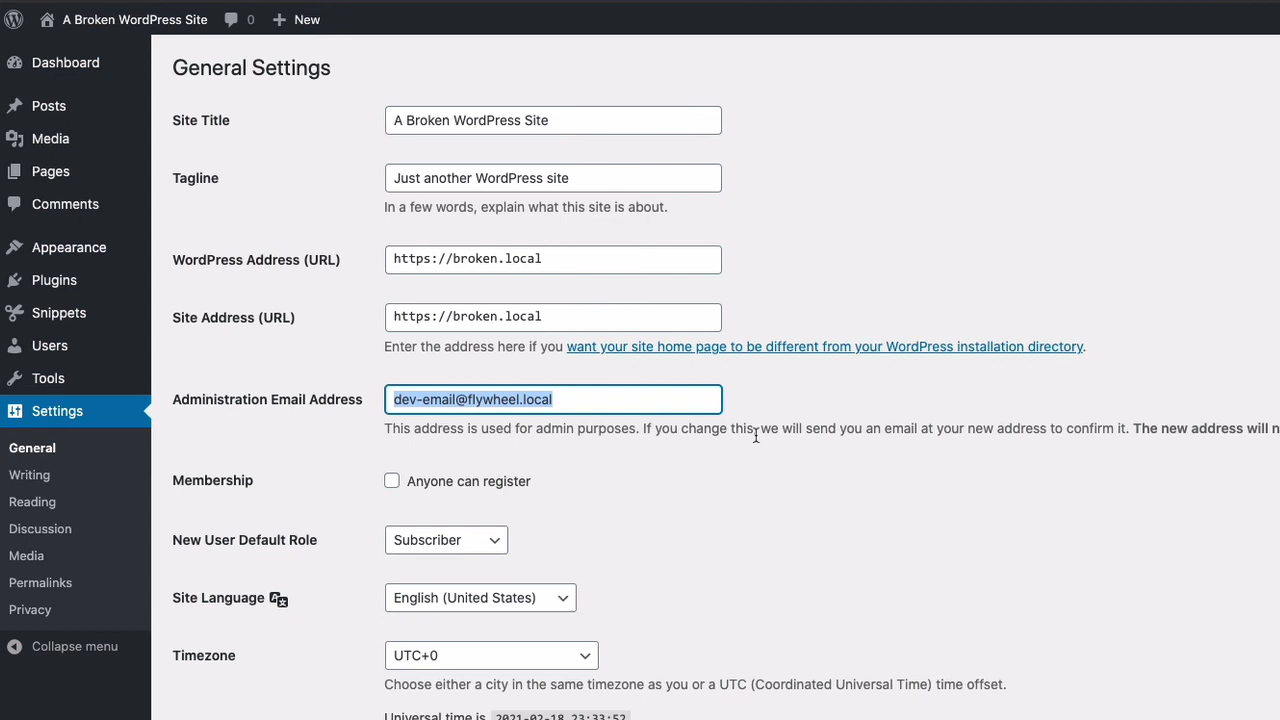 A Broken WordPress Site 0 New
Dashboard
Posts
Media
Pages
Comments
Appearance
Plugins
Snippets
Users
Tools
Settings
General
Writing
Reading
Discussion
Media
Permalinks
Privacy
Collapse menu
General Settings
Site Title A Broken WordPress Site
Tagline Just another WordPress site
In a few words, explain what this site is about.
WordPress Address (URL) https://broken.local
Site Address (URL) https://broken.local
Enter the address here if you want your site home page to be different from your WordPress installation directory.
Administration Email Address dev-email@flywheel.local
This address is used for admin purposes. If you change this, we will send you an email at your new address to confirm it. The new address will n
Membership Anyone can register
New User Default Role Subscriber
Site Language English (United States)
Timezone UTC+0
Choose either a city in the same timezone as you or a UTC (Coordinated Universal Time) time offset.
Universal time is 2021-02-18 23:33:52